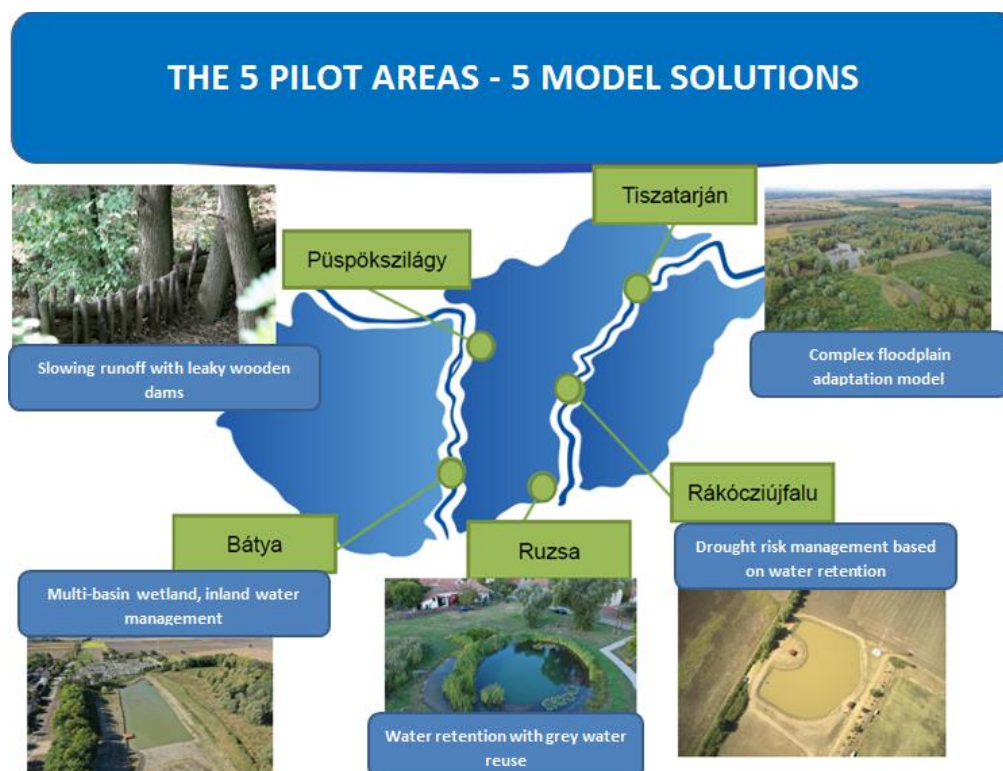 THE 5 PILOT AREAS - 5 MODEL SOLUTIONS
Tiszatarján
Püspökszilágy
Slowing runoff with leaky wooden
dams
Complex floodplain
adaptation model
Bátya
Ruzsa
Rákócziújfalu
Multi-basin wetland, inland water
management
Drought risk management based
on water retention
Water retention with grey water
reuse